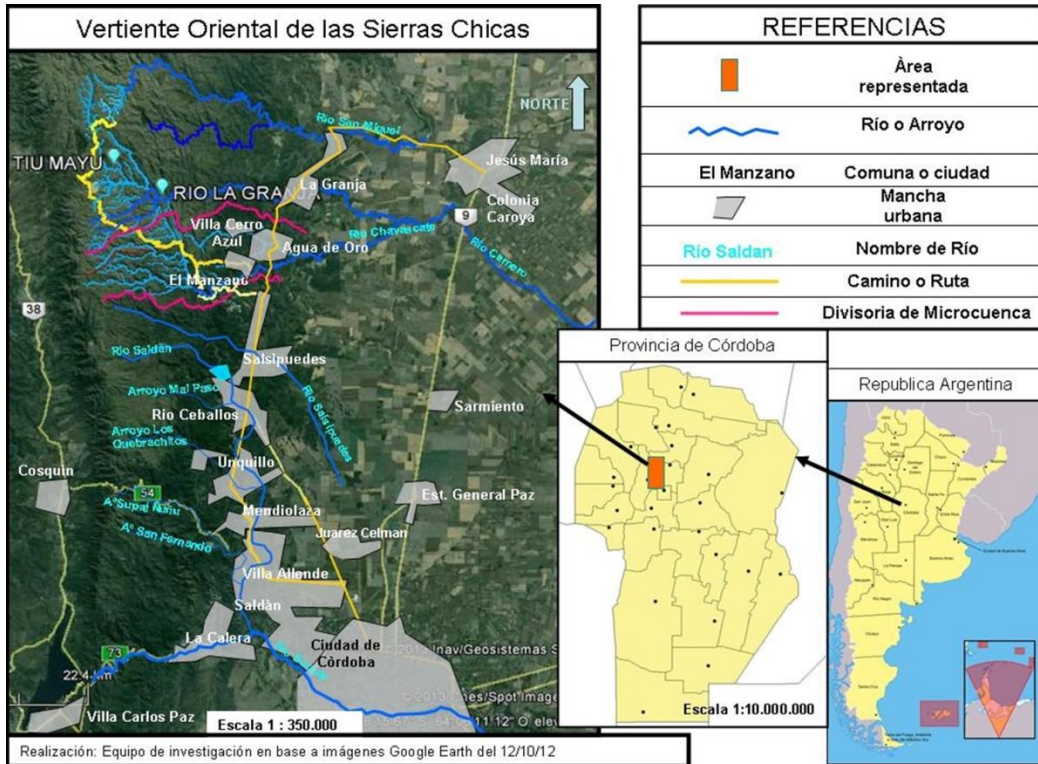 Vertiente Oriental de las Sierras Chicas
NORTE
Río San Miguel
TIU MAYU
Jesús María
RIO LA GRANJA
La Granja
Colonia
Caroya
9
Villa Cerro
Azul
Río Chavascate
Agua de Oro
Río Carnero
El Manzano
38
Río Saldàn
Salsipuedes
Arroyo Mal Paso
Río Ceballos
Río Salsipuedes
Sarmiento
Arroyo Los
Quebrachitos
Unquillo
Cosquin
54
Est. General Paz
Mendiolaza
Aº San Fernando
Juarez Celman
Villa Allende
Saldàn
La Calera
Ciudad de
Còrdoba
73
22.4 km
Villa Carlos Paz
Escala 1 : 350.000
Realización: Equipo de investigación en base a imágenes Google Earth del 12/10/12
REFERENCIAS
Àrea
representada
Río o Arroyo
El Manzano Comuna o ciudad
Mancha
urbana
Río Saldan Nombre de Río
Camino o Ruta
Divisoria de Microcuenca
Provincia de Córdoba
Escala 1:10.000.000
Republica Argentina